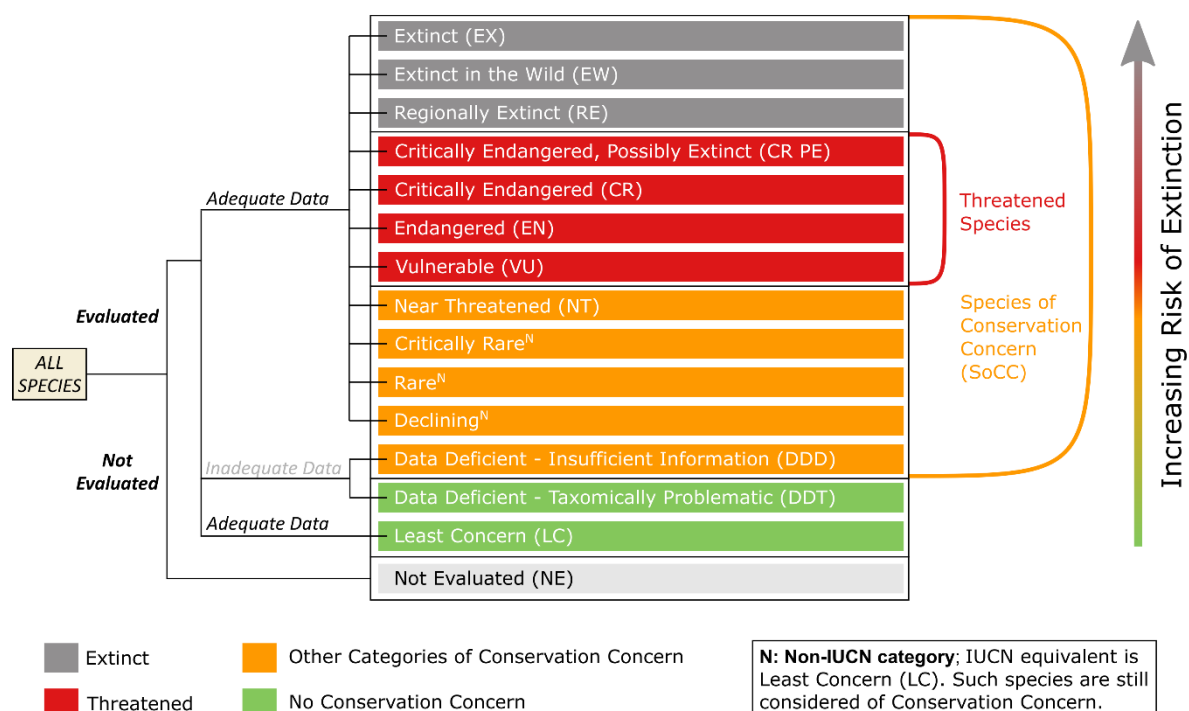 Extinct (EX)
Extinct in the Wild (EW)
Regionally Extinct (RE)
Critically Endangered, Possibly Extinct (CR PE)
Adequate Data
Critically Endangered (CR)
Endangered (EN)
Vulnerable (VU)
Threatened
Species
Near Threatened (NT)
Evaluated
Critically Rareᴺ
Rareᴺ
Decliningᴺ
Species of
Conservation
Concern
(SoCC)
ALL
SPECIES
Not
Evaluated
Inadequate Data
Data Deficient - Insufficient Information (DDD)
Data Deficient - Taxomically Problematic (DDT)
Adequate Data
Least Concern (LC)
Not Evaluated (NE)
Increasing Risk of Extinction
Extinct
Threatened
Other Categories of Conservation Concern
No Conservation Concern
N: Non-IUCN category; IUCN equivalent is
Least Concern (LC). Such species are still
considered of Conservation Concern.